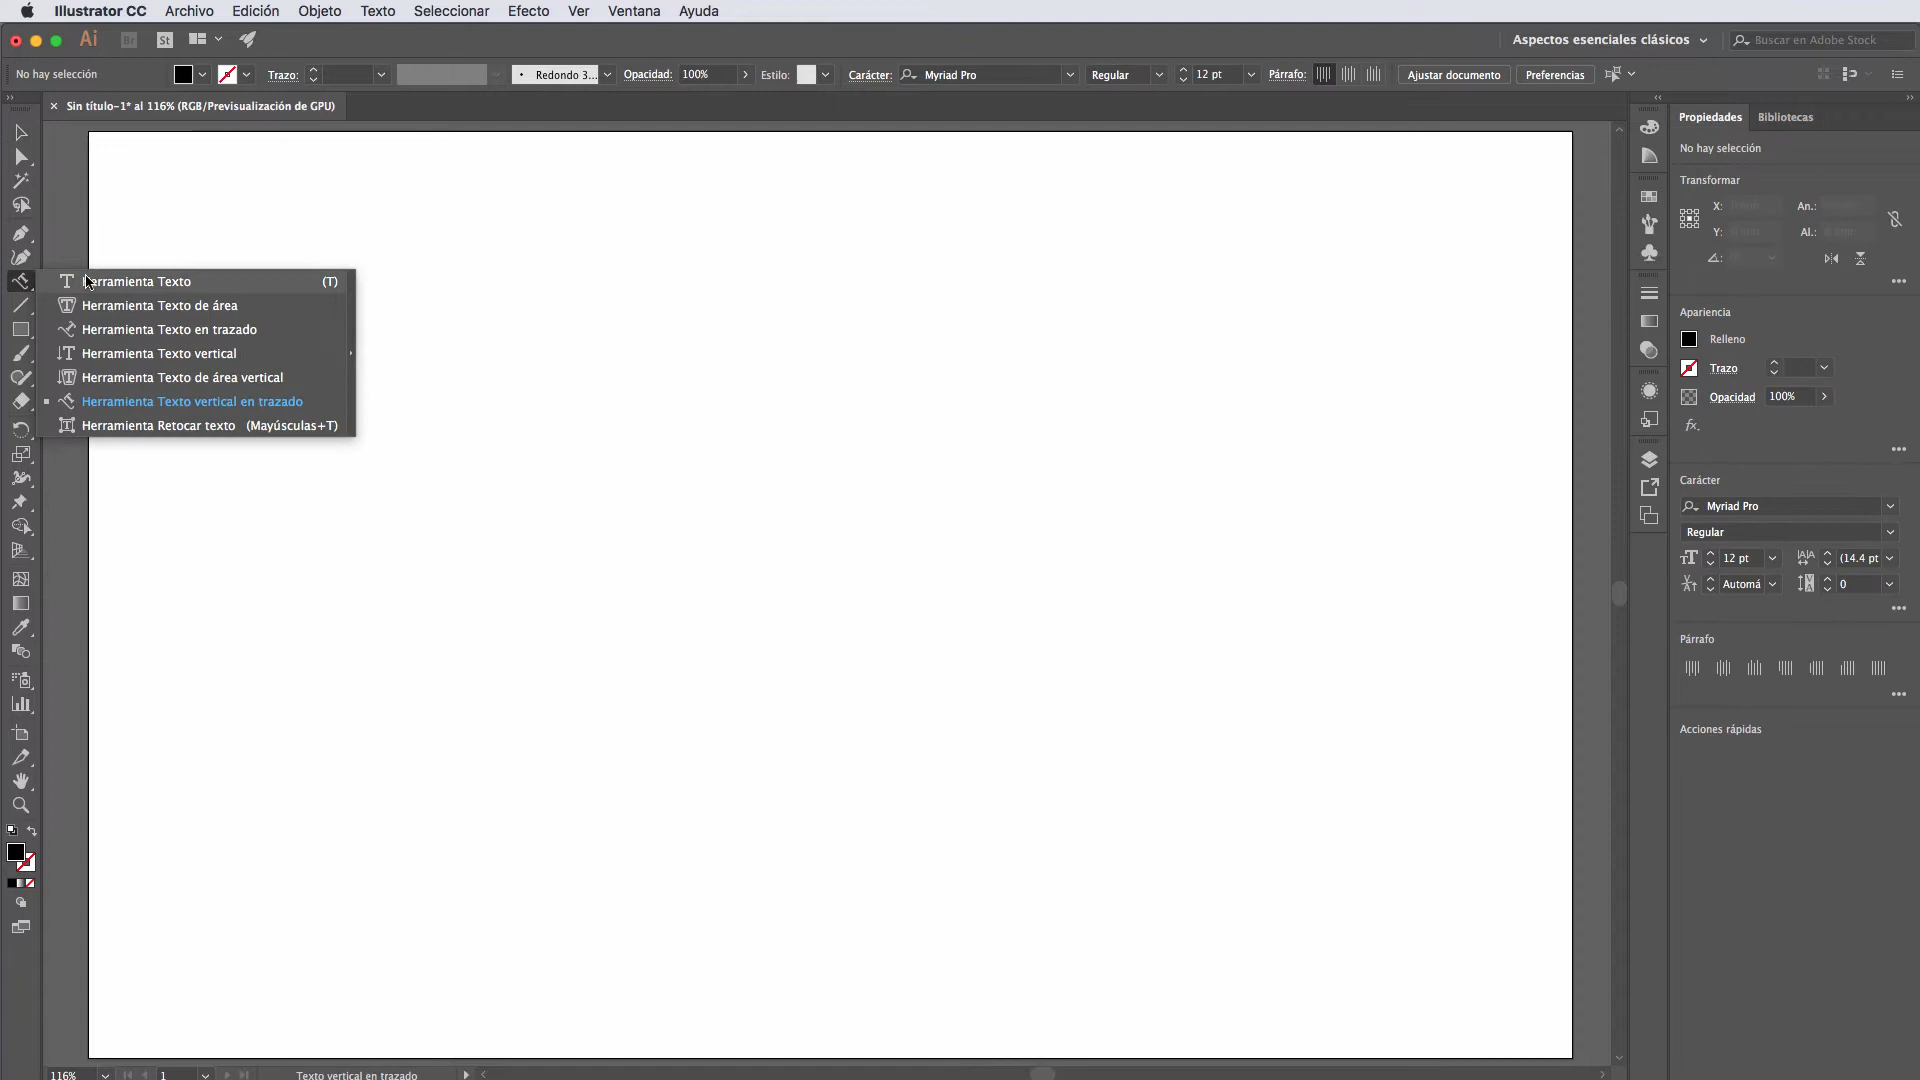 Illustrator CC Archivo Edición Objeto Texto Seleccionar Efecto Ver Ventana Ayuda
Ai Br St Aspectos esenciales clásicos Buscar en Adobe Stock
No hay selección Trazo: Redondo 3... Opacidad: 100% Estilo: Carácter: Myriad Pro Regular 12 pt Párrafo: Ajustar documento Preferencias
Sin título-1* al 116% (RGB/Previsualización de GPU)
Propiedades Bibliotecas
No hay selección
Transformar
X: An.:
Y: Al.:
Herramienta Texto (T)
Herramienta Texto de área
Herramienta Texto en trazado
Herramienta Texto vertical
Herramienta Texto de área vertical
Herramienta Texto vertical en trazado
Herramienta Retocar texto (Mayúsculas+T)
Apariencia
Relleno
Trazo
Opacidad 100%
fx.
Carácter
Myriad Pro
Regular
12 pt (14.4 pt
Automá 0
Párrafo
Acciones rápidas
116% 1 Texto vertical en trazado